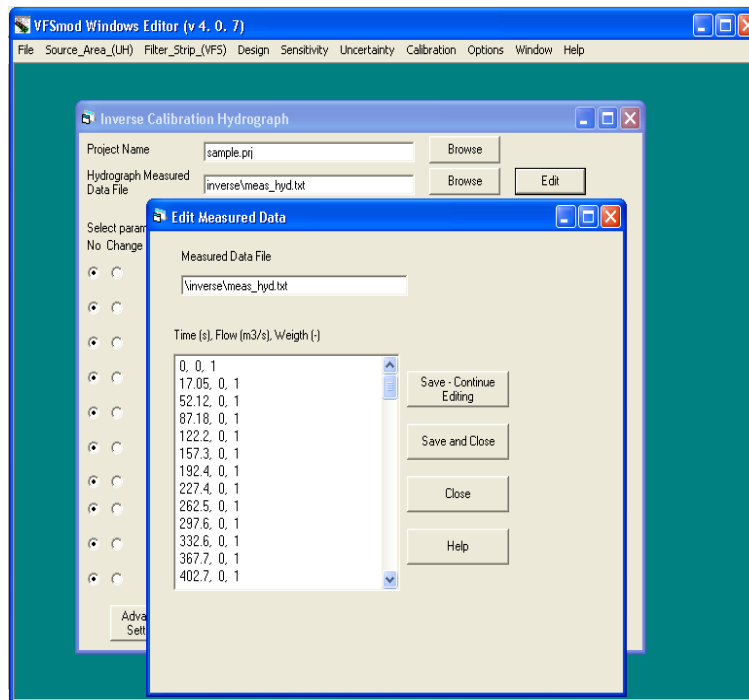 VFSmod Windows Editor (v 4. 0. 7)
File Source_Area_(UH) Filter_Strip_(VFS) Design Sensitivity Uncertainty Calibration Options Window Help
Inverse Calibration Hydrograph
Project Name
sample.prj
Browse
Hydrograph Measured
Data File
inverse\meas_hyd.txt
Browse
Edit
Select param
No Change
Edit Measured Data
Measured Data File
\inverse\meas_hyd.txt
Time (s), Flow (m3/s), Weigth (-)
0, 0, 1
17.05, 0, 1
52.12, 0, 1
87.18, 0, 1
122.2, 0, 1
157.3, 0, 1
192.4, 0, 1
227.4, 0, 1
262.5, 0, 1
297.6, 0, 1
332.6, 0, 1
367.7, 0, 1
402.7, 0, 1
Save - Continue
Editing
Save and Close
Close
Help
Adva
Sett